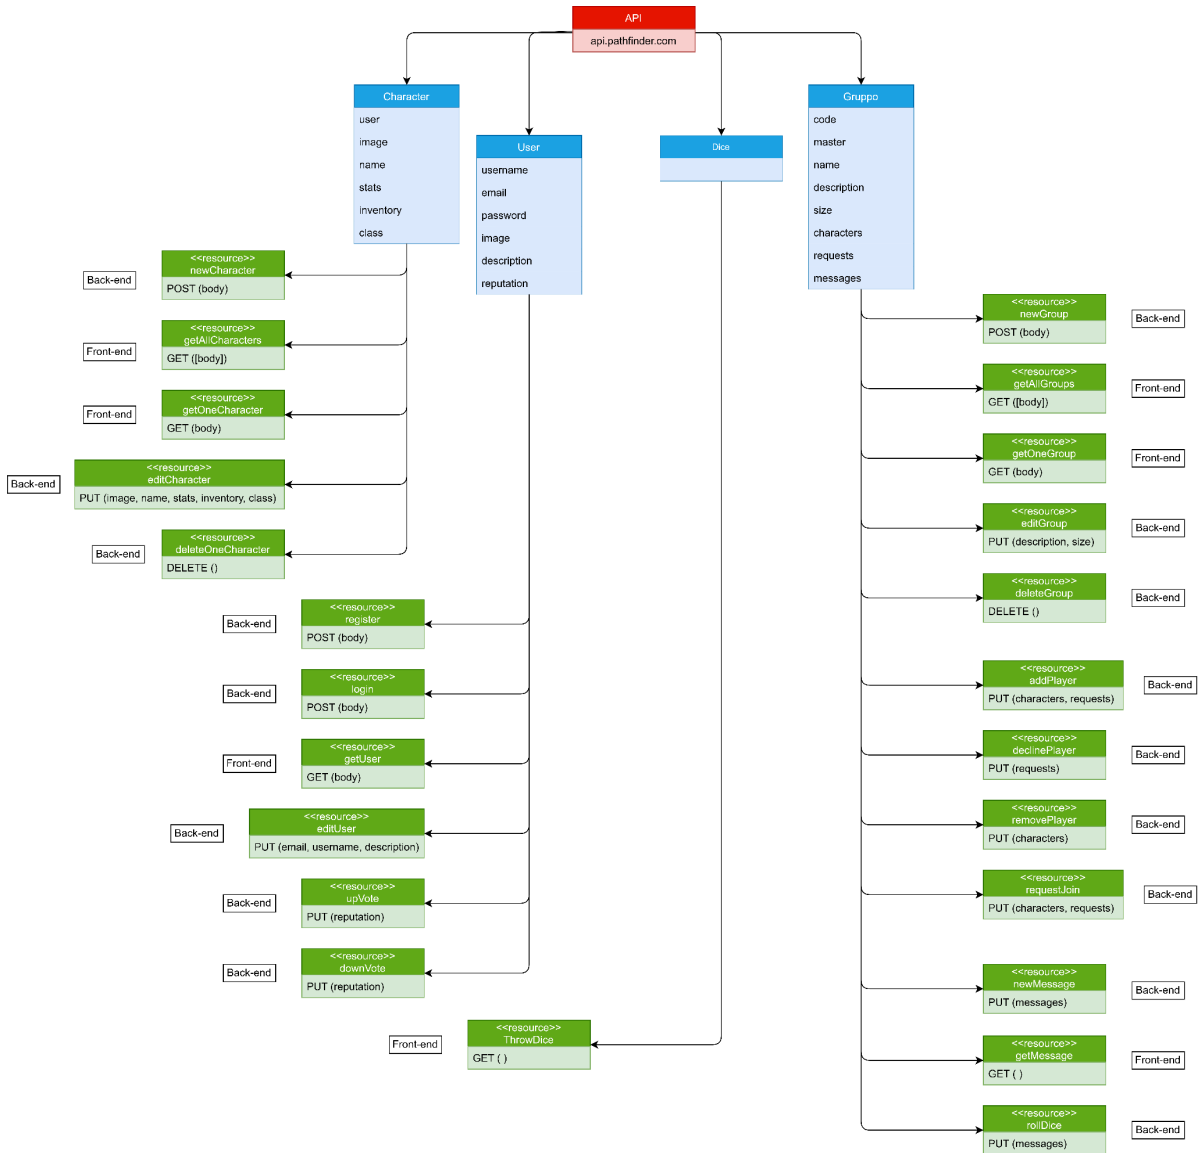 API
api.pathfinder.com
Character
user
image
name
stats
inventory
class
User
username
email
password
image
description
reputation
Dice
Gruppo
code
master
name
description
size
characters
requests
messages
Back-end
<<resource>>
newCharacter
POST (body)
Front-end
<<resource>>
getAllCharacters
GET ([body])
Front-end
<<resource>>
getOneCharacter
GET (body)
Back-end
<<resource>>
editCharacter
PUT (image, name, stats, inventory, class)
Back-end
<<resource>>
deleteOneCharacter
DELETE ()
Back-end
<<resource>>
register
POST (body)
Back-end
<<resource>>
login
POST (body)
Front-end
<<resource>>
getUser
GET (body)
Back-end
<<resource>>
editUser
PUT (email, username, description)
Back-end
<<resource>>
upVote
PUT (reputation)
Back-end
<<resource>>
downVote
PUT (reputation)
Front-end
<<resource>>
ThrowDice
GET ( )
<<resource>>
newGroup
POST (body)
Back-end
<<resource>>
getAllGroups
GET ([body])
Front-end
<<resource>>
getOneGroup
GET (body)
Front-end
<<resource>>
editGroup
PUT (description, size)
Back-end
<<resource>>
deleteGroup
DELETE ()
Back-end
<<resource>>
addPlayer
PUT (characters, requests)
Back-end
<<resource>>
declinePlayer
PUT (requests)
Back-end
<<resource>>
removePlayer
PUT (characters)
Back-end
<<resource>>
requestJoin
PUT (characters, requests)
Back-end
<<resource>>
newMessage
PUT (messages)
Back-end
<<resource>>
getMessage
GET ( )
Front-end
<<resource>>
rollDice
PUT (messages)
Back-end